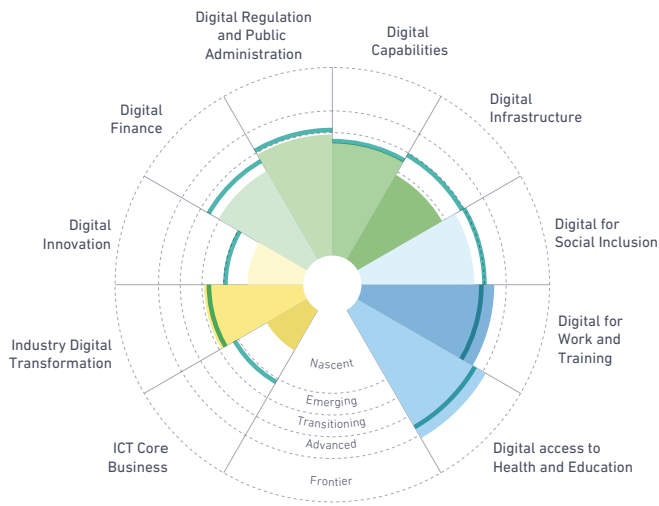 Digital Regulation
and Public
Administration
Digital
Capabilities
Digital
Finance
Digital
Infrastructure
Digital
Innovation
Digital for
Social Inclusion
Industry Digital
Transformation
Digital for
Work and
Training
Nascent
Emerging
Transitioning
Advanced
Frontier
ICT Core
Business
Digital access to
Health and Education